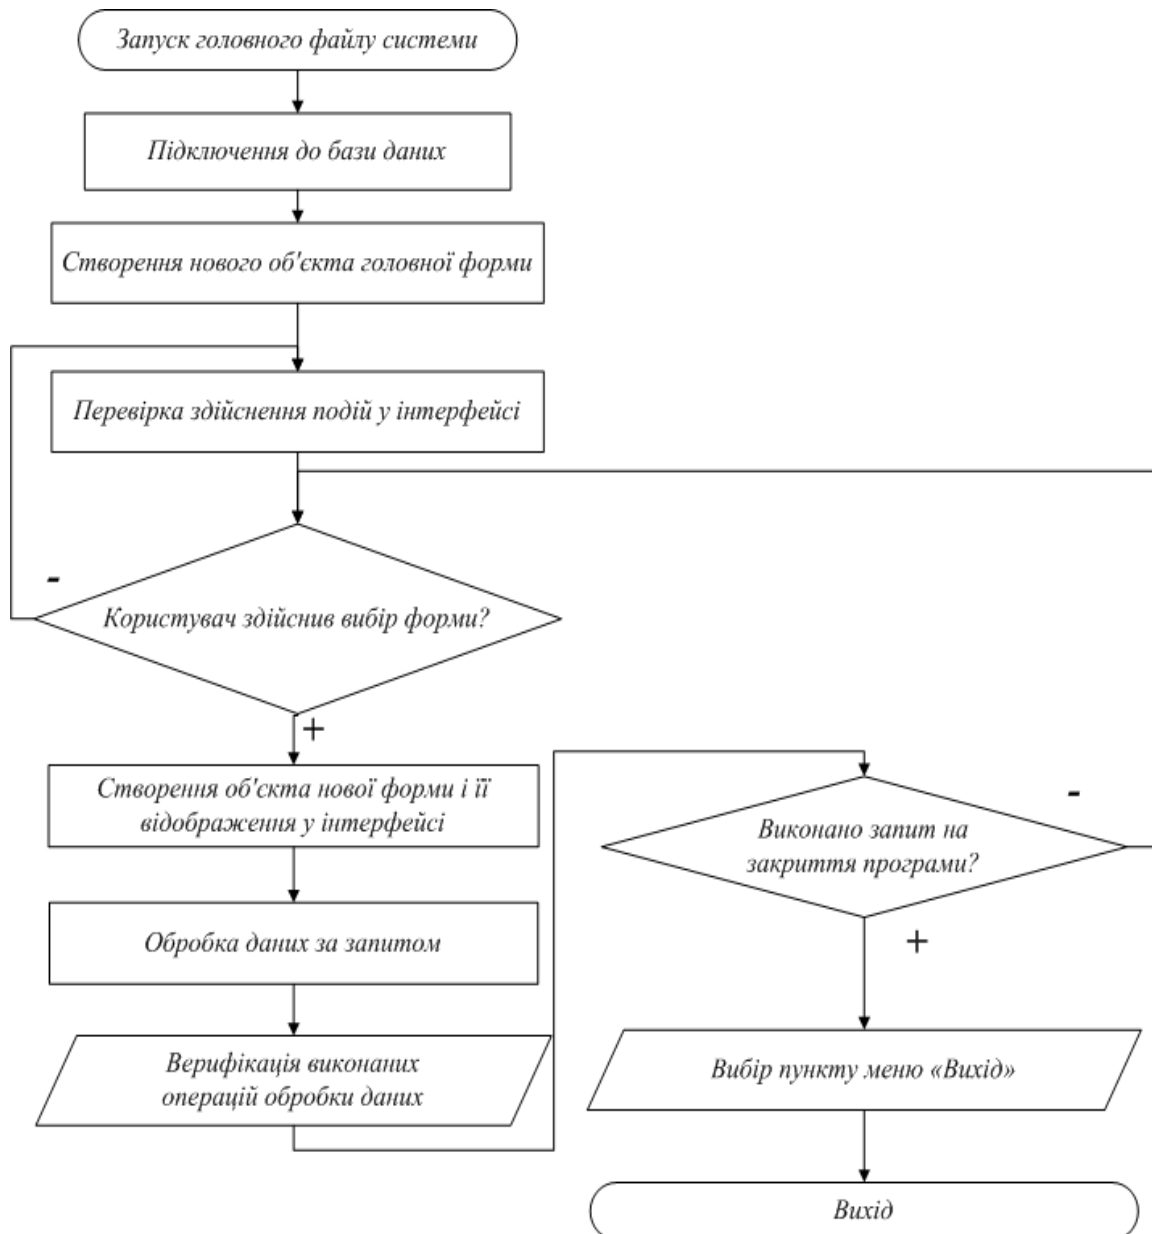 Запуск головного файлу системи
Підключення до бази даних
Створення нового об'єкта головної форми
Перевірка здійснення подій у інтерфейсі
-
Користувач здійснив вибір форми?
+
Створення об'єкта нової форми і її
відображення у інтерфейсі
Обробка даних за запитом
Верифікація виконаних
операцій обробки даних
-
Виконано запит на
закриття програми?
+
Вибір пункту меню «Вихід»
Вихід